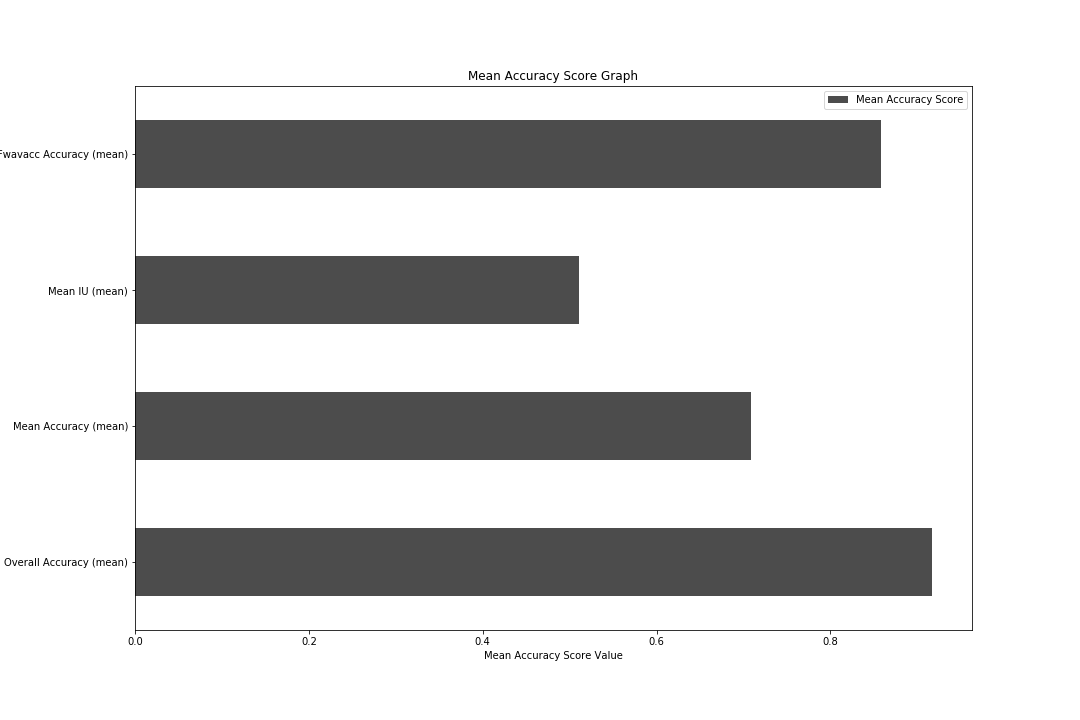 Mean Accuracy Score Graph
Mean Accuracy Score
Fwavacc Accuracy (mean)
Mean IU (mean)
Mean Accuracy (mean)
Overall Accuracy (mean)
0.0 0.2 0.4 0.6 0.8
Mean Accuracy Score Value